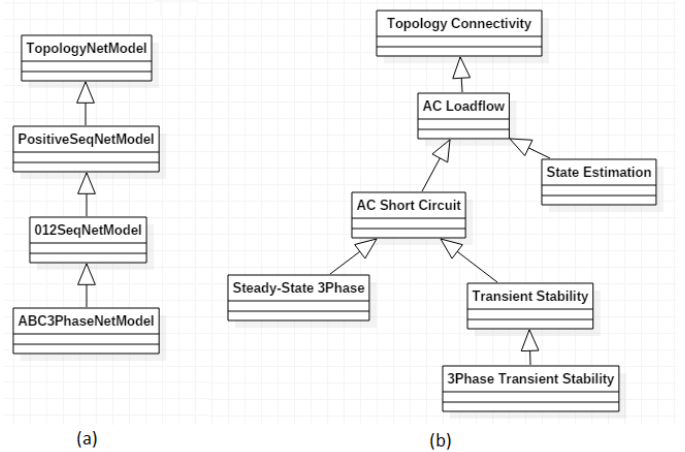 TopologyNetModel
PositiveSeqNetModel
012SeqNetModel
ABC3PhaseNetModel
(a)
Topology Connectivity
AC Loadflow
State Estimation
AC Short Circuit
Steady-State 3Phase
Transient Stability
3Phase Transient Stability
(b)